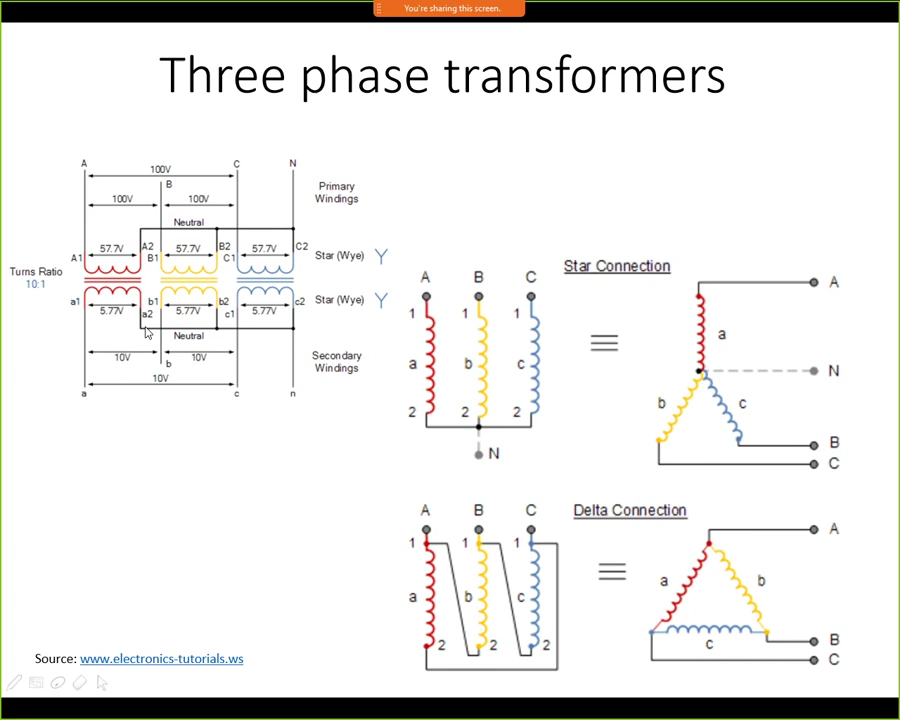 You're sharing this screen.
Three phase transformers
A
C
N
100V
B
100V
100V
Primary
Windings
Neutral
A1
57.7V
A2
B1
57.7V
B2
C1
57.7V
C2
Star (Wye)
Turns Ratio
10:1
a1
5.77V
a2
b1
5.77V
b2
c1
5.77V
c2
Star (Wye)
Neutral
10V
10V
b
Secondary
Windings
10V
a
c
n
A
B
C
1
1
1
a
b
c
2
2
2
N
Star Connection
A
a
N
b
c
B
C
A
B
C
1
1
1
a
b
c
2
2
2
Delta Connection
A
a
b
c
B
C
Source: www.electronics-tutorials.ws